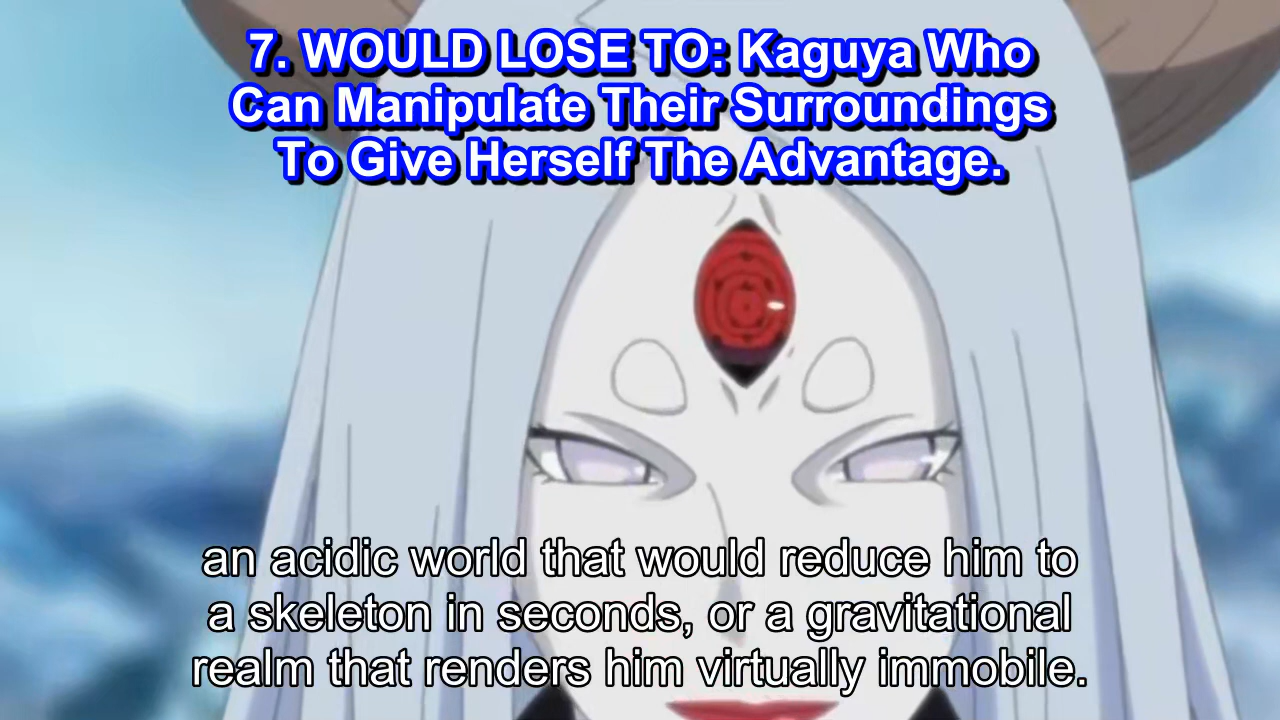 7. WOULD LOSE TO: Kaguya Who
Can Manipulate Their Surroundings
To Give Herself The Advantage.
an acidic world that would reduce him to
a skeleton in seconds, or a gravitational
realm that renders him virtually immobile.